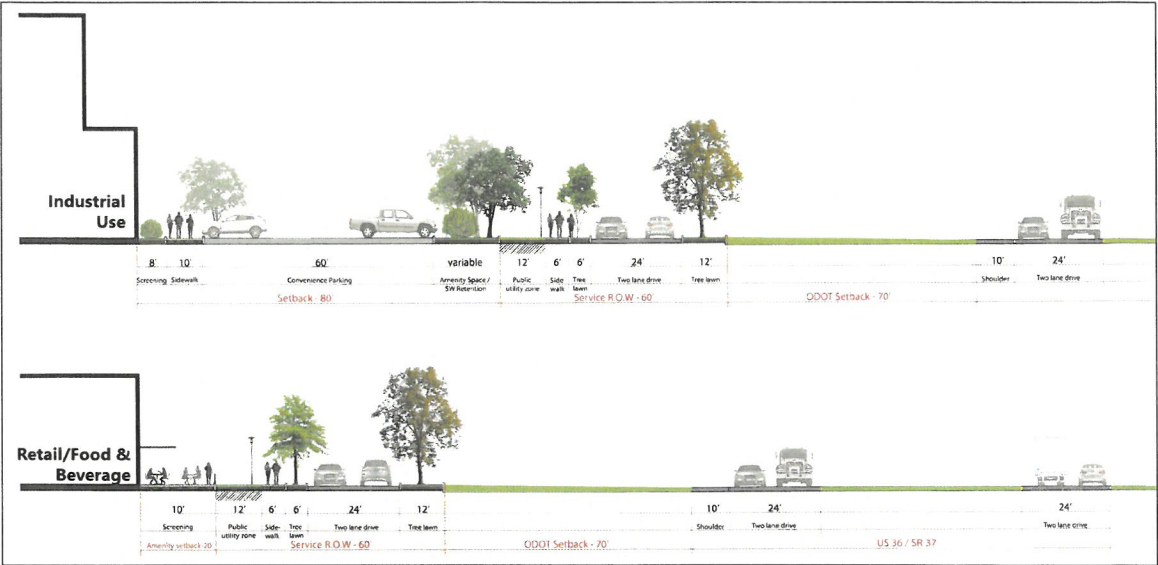 Industrial
Use
8' 10' 60' variable 12' 6' 6' 24' 12' 10' 24'
Screening Sidewalk Convenience Parking Amenity Space / Public Side Tree Two lane drive Tree lawn Shoulder Two lane drive
SW Retention utility zone walk lawn
Setback - 80' Service R.O.W - 60' ODOT Setback - 70'
Retail/Food &
Beverage
10' 12' 6' 6' 24' 12' 10' 24' 24'
Screening Public Side- Tree Two lane drive Tree lawn Shoulder Two lane drive Two lane drive
utility zone walk lawn
Amenity setback-20 Service R.O.W - 60 ODOT Setback - 70' US 36 / SR 37